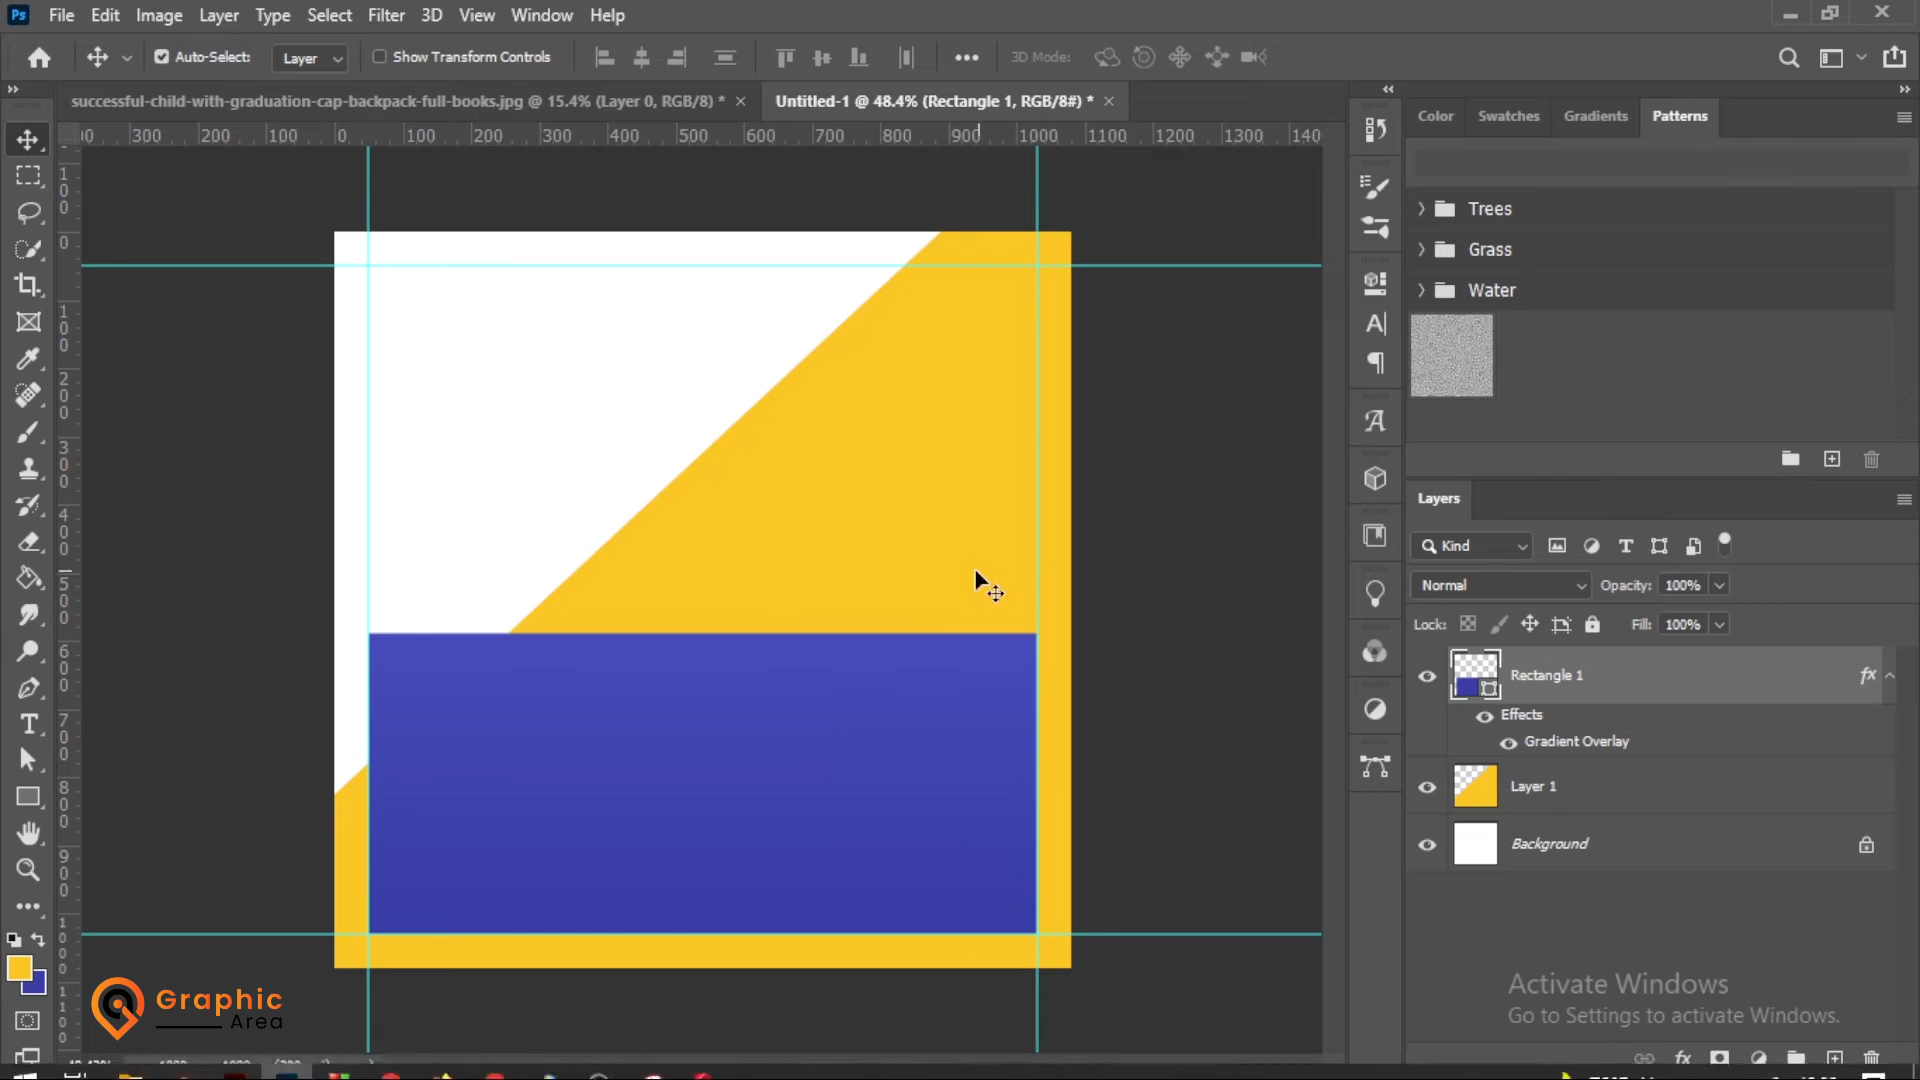 Ps File Edit Image Layer Type Select Filter 3D View Window Help
Auto-Select: Layer Show Transform Controls 3D Mode:
successful-child-with-graduation-cap-backpack-full-books.jpg @ 15.4% (Layer 0, RGB/8) * Untitled-1 @ 48.4% (Rectangle 1, RGB/8#) *
300 200 100 0 100 200 300 400 500 600 700 800 900 1000 1100 1200 1300
Color Swatches Gradients Patterns
Trees
Grass
Water
Layers
Kind
Normal Opacity: 100%
Lock: Fill: 100%
Rectangle 1 fx
Effects
Gradient Overlay
Layer 1
Background
Graphic
Area
Activate Windows
Go to Settings to activate Windows.